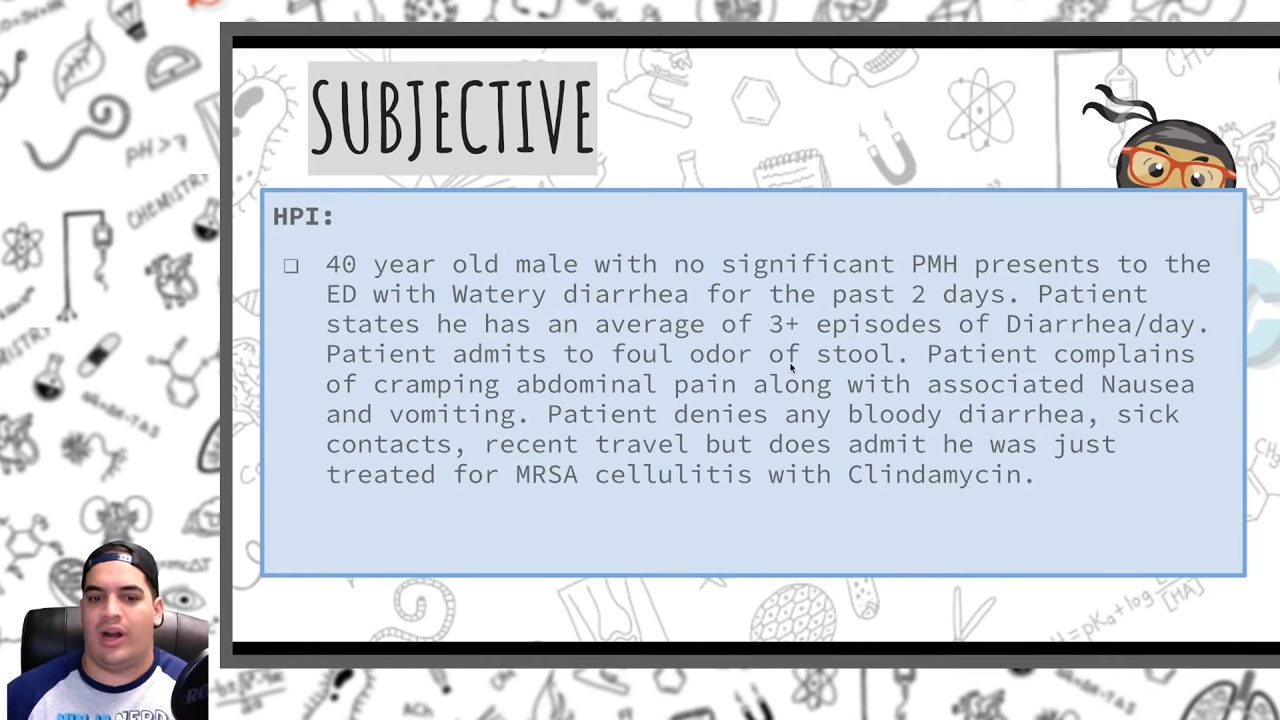 SUBJECTIVE
HPI:
❏ 40 year old male with no significant PMH presents to the
ED with Watery diarrhea for the past 2 days. Patient
states he has an average of 3+ episodes of Diarrhea/day.
Patient admits to foul odor of stool. Patient complains
of cramping abdominal pain along with associated Nausea
and vomiting. Patient denies any bloody diarrhea, sick
contacts, recent travel but does admit he was just
treated for MRSA cellulitis with Clindamycin.
PH>7
CHEMISTRY